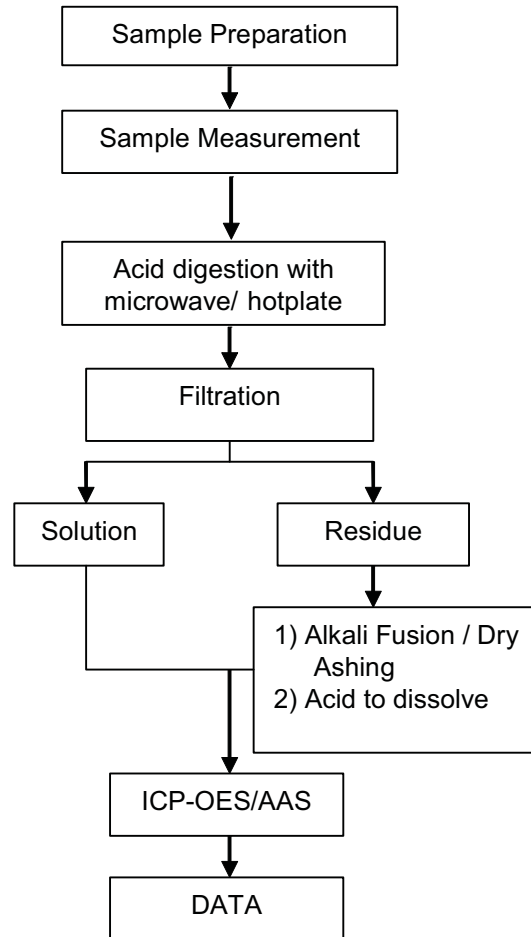 Sample Preparation
Sample Measurement
Acid digestion with
microwave/ hotplate
Filtration
Solution
Residue
1) Alkali Fusion / Dry
Ashing
2) Acid to dissolve
ICP-OES/AAS
DATA